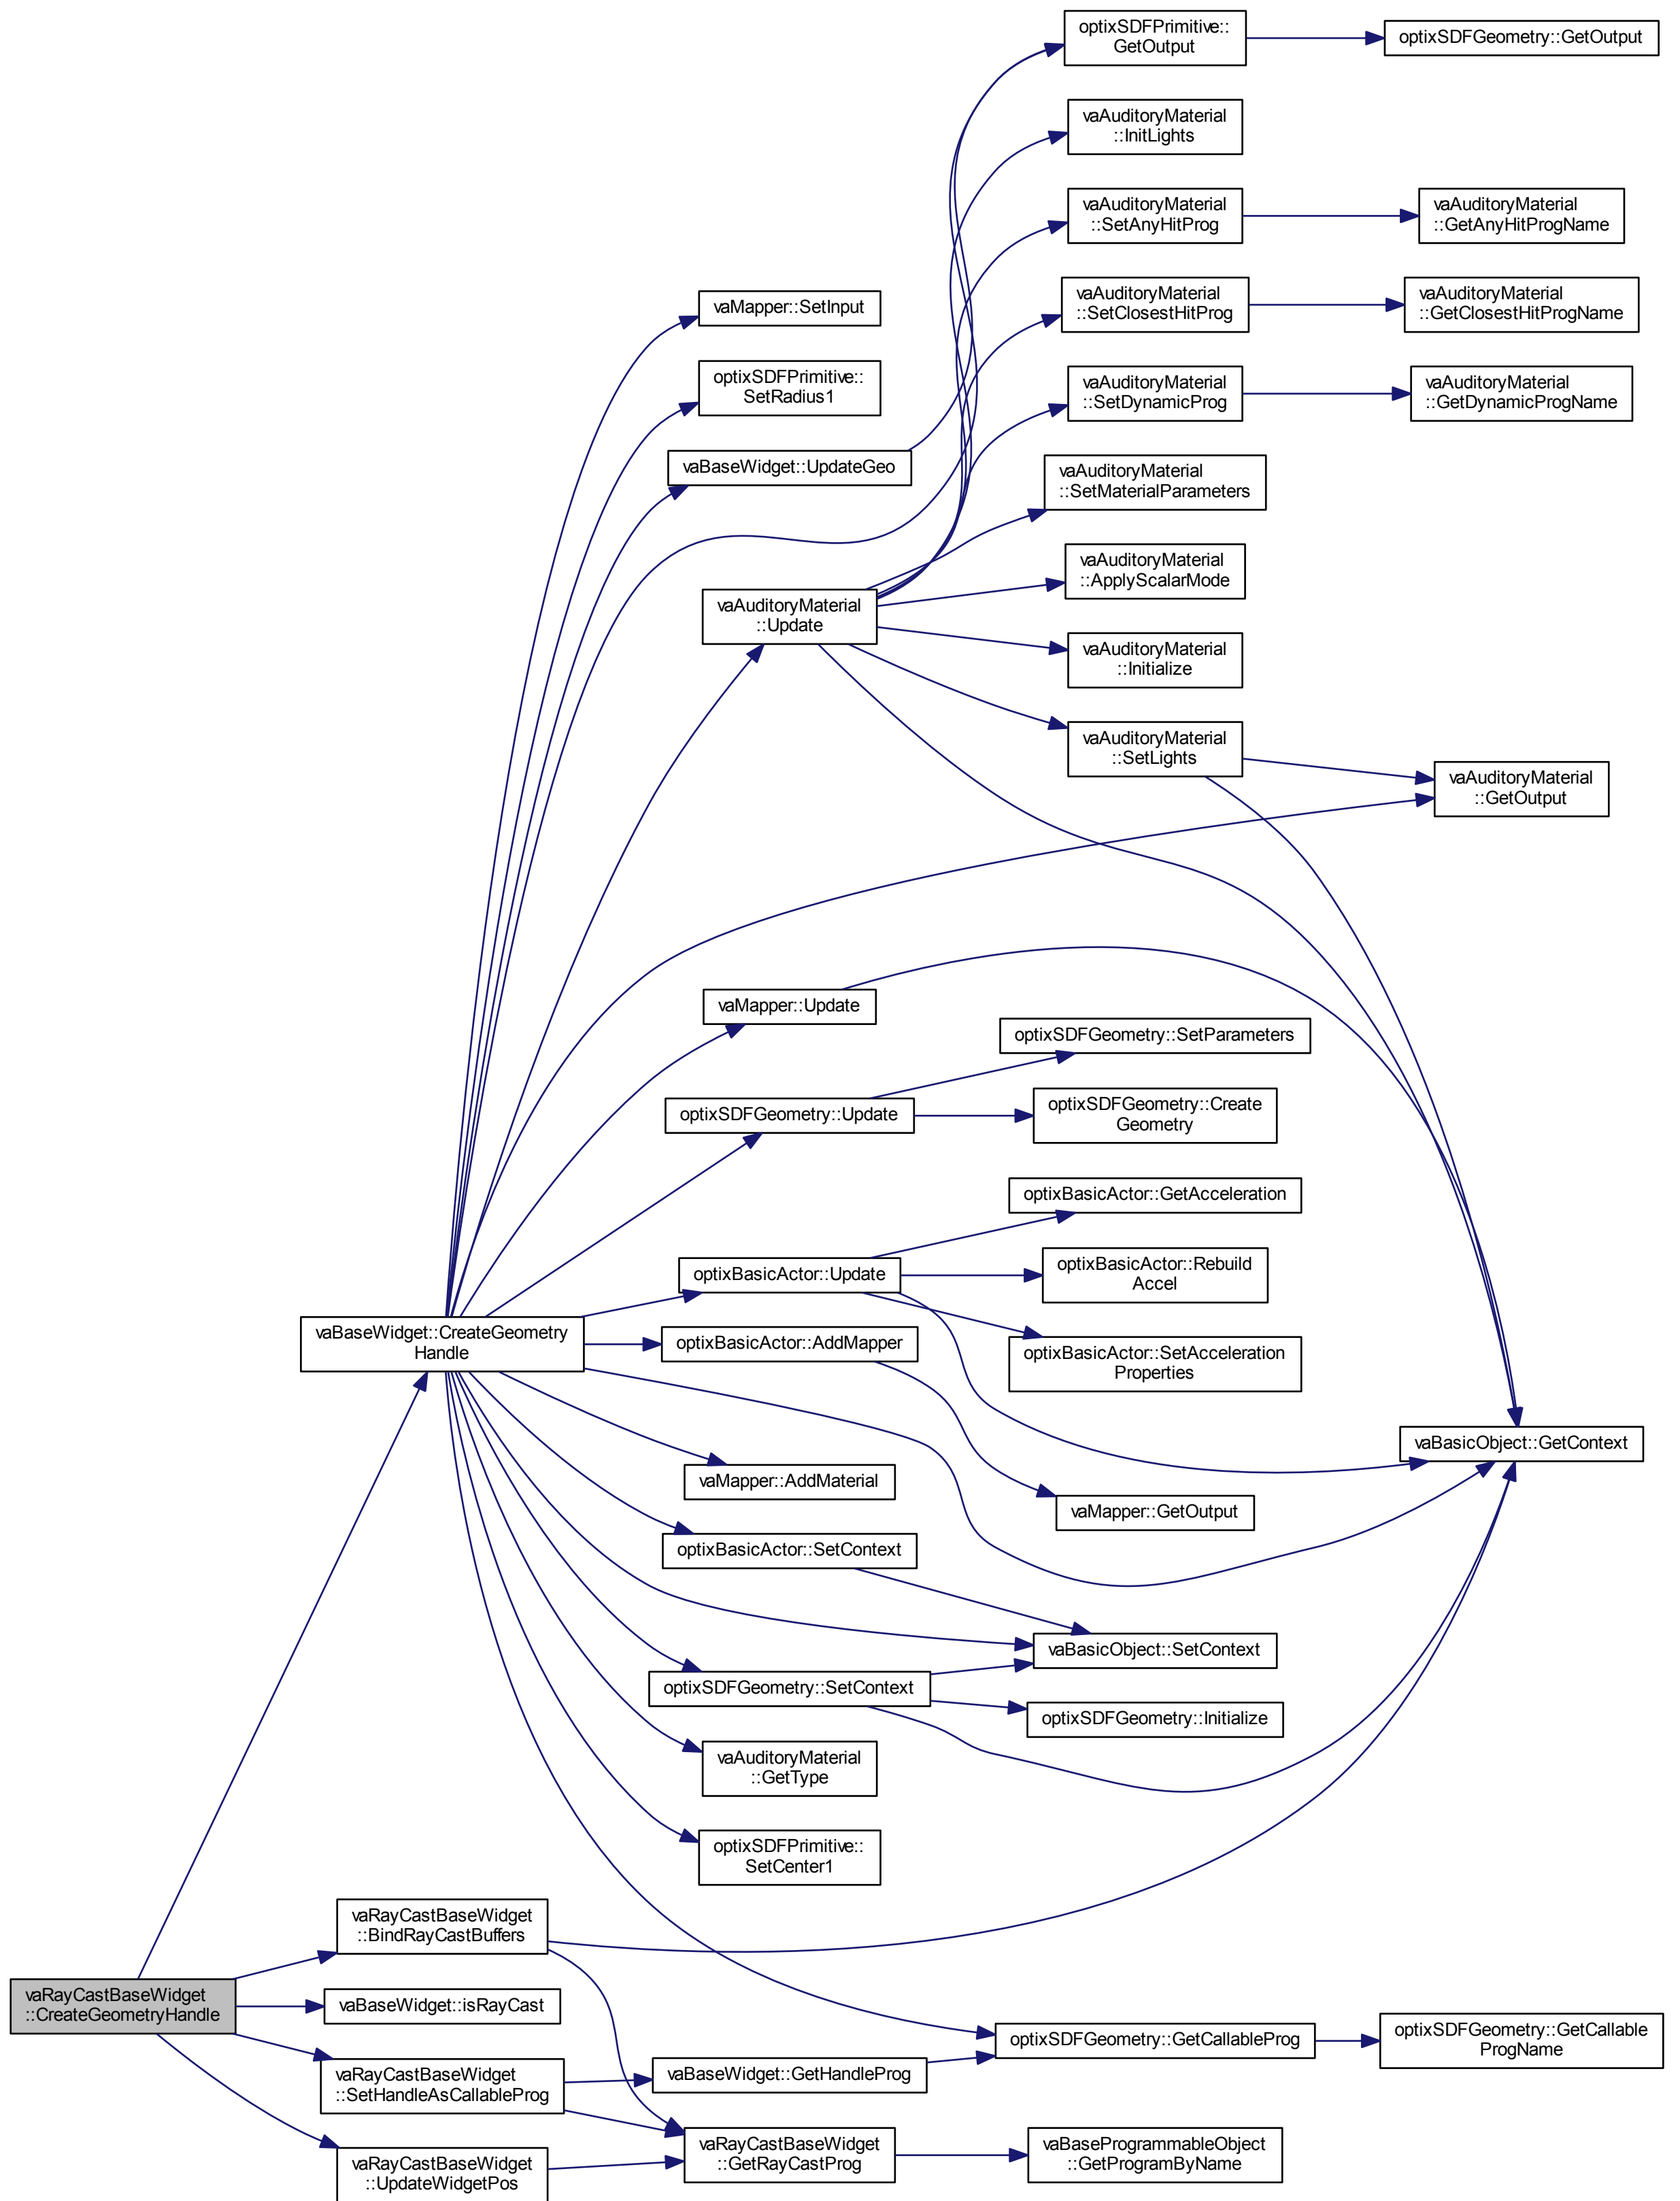 optixSDFPrimitive::
GetOutput
optixSDFGeometry::GetOutput
vaAuditoryMaterial
::InitLights
vaAuditoryMaterial
::SetAnyHitProg
vaAuditoryMaterial
::GetAnyHitProgName
vaMapper::SetInput
vaAuditoryMaterial
::SetClosestHitProg
vaAuditoryMaterial
::GetClosestHitProgName
optixSDFPrimitive::
SetRadius1
vaAuditoryMaterial
::SetDynamicProg
vaAuditoryMaterial
::GetDynamicProgName
vaBaseWidget::UpdateGeo
vaAuditoryMaterial
::SetMaterialParameters
vaAuditoryMaterial
::ApplyScalarMode
vaAuditoryMaterial
::Update
vaAuditoryMaterial
::Initialize
vaAuditoryMaterial
::SetLights
vaAuditoryMaterial
::GetOutput
vaMapper::Update
optixSDFGeometry::SetParameters
optixSDFGeometry::Update
optixSDFGeometry::Create
Geometry
optixBasicActor::GetAcceleration
optixBasicActor::Update
optixBasicActor::Rebuild
Accel
vaBaseWidget::CreateGeometry
Handle
optixBasicActor::AddMapper
optixBasicActor::SetAcceleration
Properties
vaBasicObject::GetContext
vaMapper::AddMaterial
vaMapper::GetOutput
optixBasicActor::SetContext
vaBasicObject::SetContext
optixSDFGeometry::SetContext
optixSDFGeometry::Initialize
vaAuditoryMaterial
::GetType
optixSDFPrimitive::
SetCenter1
vaRayCastBaseWidget
::BindRayCastBuffers
vaRayCastBaseWidget
::CreateGeometryHandle
vaBaseWidget::isRayCast
optixSDFGeometry::GetCallableProg
optixSDFGeometry::GetCallable
ProgName
vaRayCastBaseWidget
::SetHandleAsCallableProg
vaBaseWidget::GetHandleProg
vaRayCastBaseWidget
::UpdateWidgetPos
vaRayCastBaseWidget
::GetRayCastProg
vaBaseProgrammableObject
::GetProgramByName